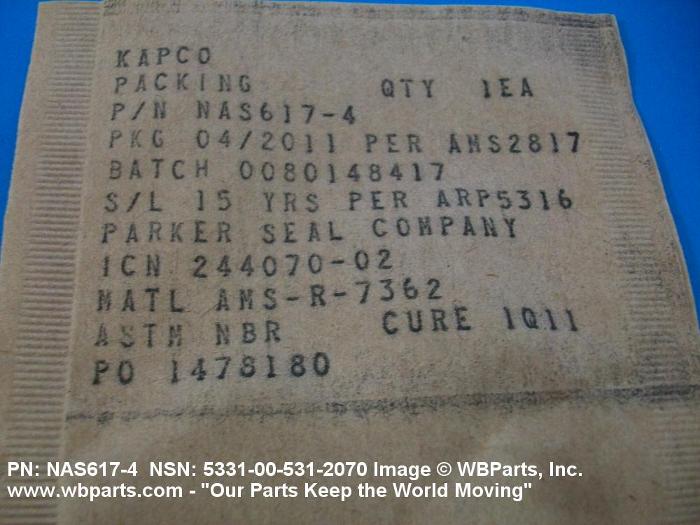 KAPCO
PACKING QTY 1EA
P/N NAS617-4
PKG 04/2011 PER AMS2817
BATCH 0080148417
S/L 15 YRS PER ARP5316
PARKER SEAL COMPANY
ICN 244070-02
MATL AMS-R-7362
ASTM NBR CURE 1Q11
PO 1478180
PN: NAS617-4 NSN: 5331-00-531-2070 Image © WBParts, Inc.
www.wbparts.com - "Our Parts Keep the World Moving"